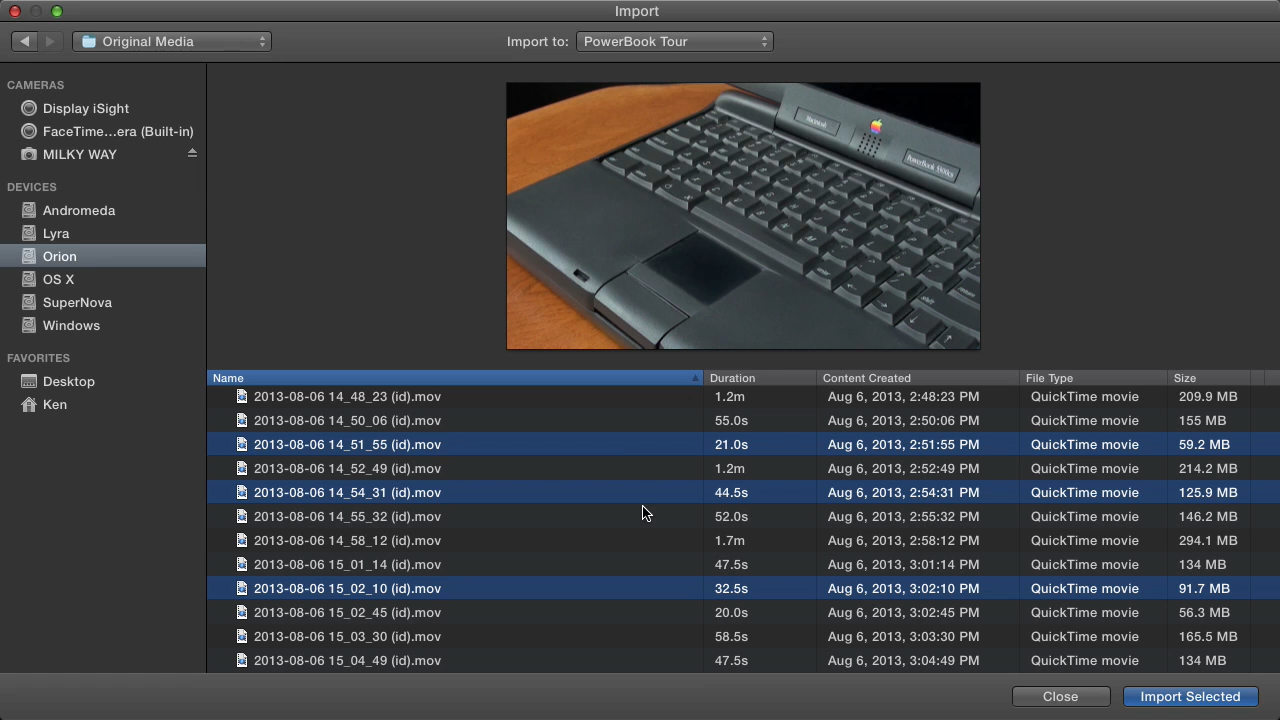 Import
Original Media
Import to: PowerBook Tour
CAMERAS
Display iSight
FaceTime...era (Built-in)
MILKY WAY
DEVICES
Andromeda
Lyra
Orion
OS X
SuperNova
Windows
FAVORITES
Desktop
Ken
Macintosh
Name Duration Content Created File Type Size
2013-08-06 14_48_23 (id).mov 1.2m Aug 6, 2013, 2:48:23 PM QuickTime movie 209.9 MB
2013-08-06 14_50_06 (id).mov 55.0s Aug 6, 2013, 2:50:06 PM QuickTime movie 155 MB
2013-08-06 14_51_55 (id).mov 21.0s Aug 6, 2013, 2:51:55 PM QuickTime movie 59.2 MB
2013-08-06 14_52_49 (id).mov 1.2m Aug 6, 2013, 2:52:49 PM QuickTime movie 214.2 MB
2013-08-06 14_54_31 (id).mov 44.5s Aug 6, 2013, 2:54:31 PM QuickTime movie 125.9 MB
2013-08-06 14_55_32 (id).mov 52.0s Aug 6, 2013, 2:55:32 PM QuickTime movie 146.2 MB
2013-08-06 14_58_12 (id).mov 1.7m Aug 6, 2013, 2:58:12 PM QuickTime movie 294.1 MB
2013-08-06 15_01_14 (id).mov 47.5s Aug 6, 2013, 3:01:14 PM QuickTime movie 134 MB
2013-08-06 15_02_10 (id).mov 32.5s Aug 6, 2013, 3:02:10 PM QuickTime movie 91.7 MB
2013-08-06 15_02_45 (id).mov 20.0s Aug 6, 2013, 3:02:45 PM QuickTime movie 56.3 MB
2013-08-06 15_03_30 (id).mov 58.5s Aug 6, 2013, 3:03:30 PM QuickTime movie 165.5 MB
2013-08-06 15_04_49 (id).mov 47.5s Aug 6, 2013, 3:04:49 PM QuickTime movie 134 MB
Close Import Selected